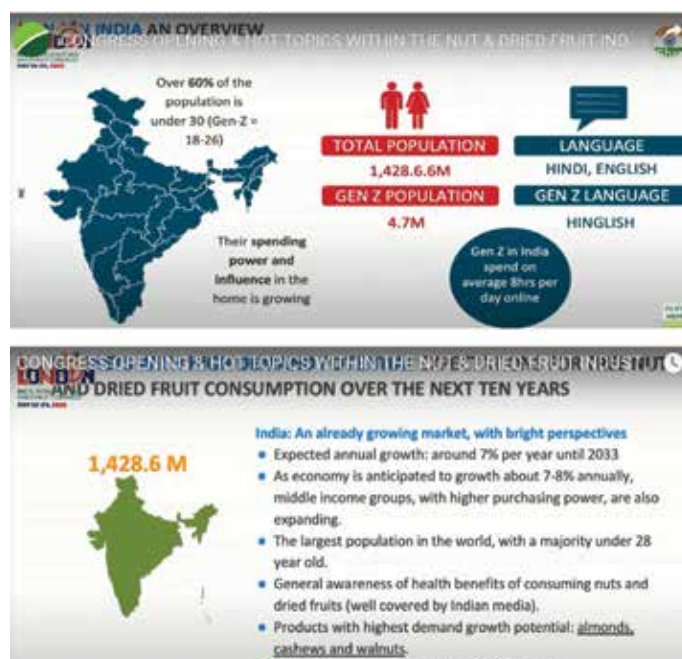 INDIA AN OVERVIEW
CONGRESS OPENING & HOT TOPICS WITHIN THE NUT & DRIED FRUIT IND
Over 60% of the
population is
under 30 (Gen-Z =
18-26)
Their spending
power and
influence in the
home is growing
TOTAL POPULATION
1,428.6.6M
GEN Z POPULATION
4.7M
LANGUAGE
HINDI, ENGLISH
GEN Z LANGUAGE
HINGLISH
Gen Z in India
spend on
average 8hrs per
day online
CONGRESS OPENING & HOT TOPICS WITHIN THE
LONDON
AND DRIED FRUIT CONSUMPTION OVER THE NEXT TEN YEARS
1,428.6 M
India: An already growing market, with bright perspectives
Expected annual growth: around 7% per year until 2033
As economy is anticipated to growth about 7-8% annually,
middle income groups, with higher purchasing power, are also
expanding.
The largest population in the world, with a majority under 28
year old.
General awareness of health benefits of consuming nuts and
dried fruits (well covered by Indian media).
Products with highest demand growth potential: almonds,
cashews and walnuts.